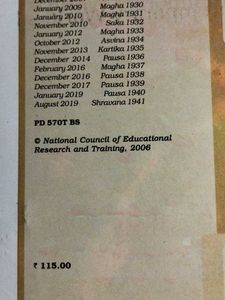 January 2009 Magha 1930
January 2010 Magha 1931
November 2010 Saka 1932
January 2012 Magha 1933
October 2012 Asvina 1934
November 2013 Kartika 1935
December 2014 Pausa 1936
February 2016 Magha 1937
December 2016 Pausa 1938
December 2017 Pausa 1939
January 2019 Pausa 1940
August 2019 Shravana 1941
PD 570T BS
© National Council of Educational
Research and Training, 2006
₹ 115.00